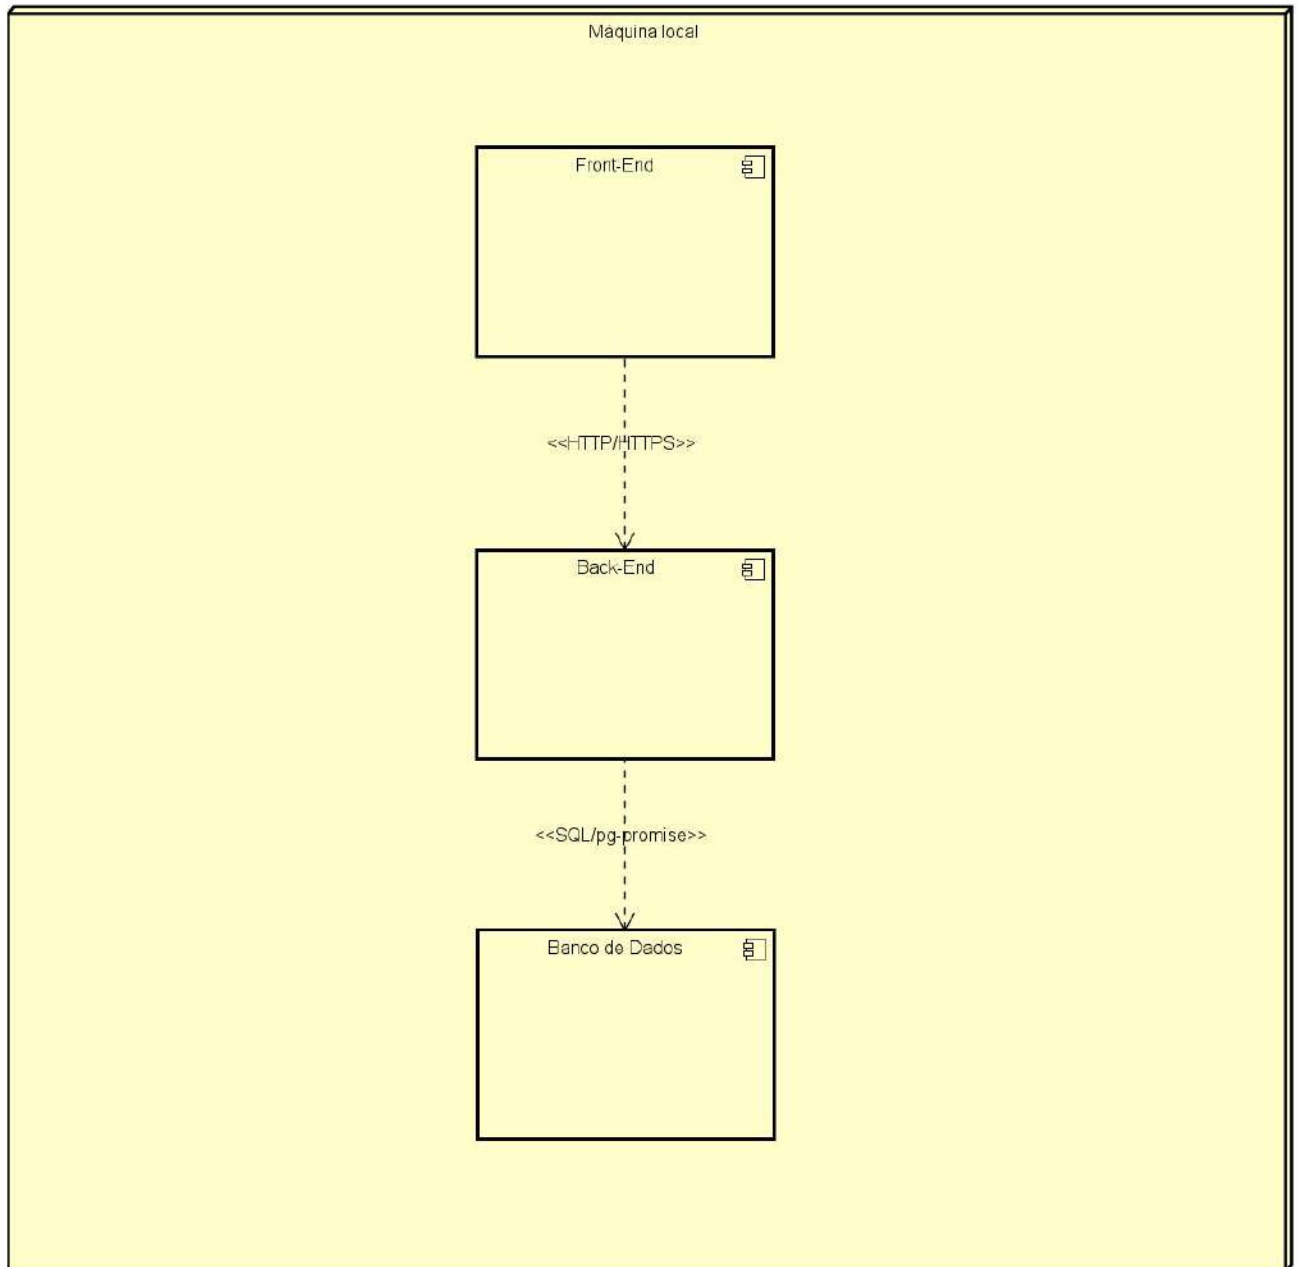 Máquina local
Front-End
<<HTTP/HTTPS>>
Back-End
<<SQL/pg-promise>>
Banco de Dados